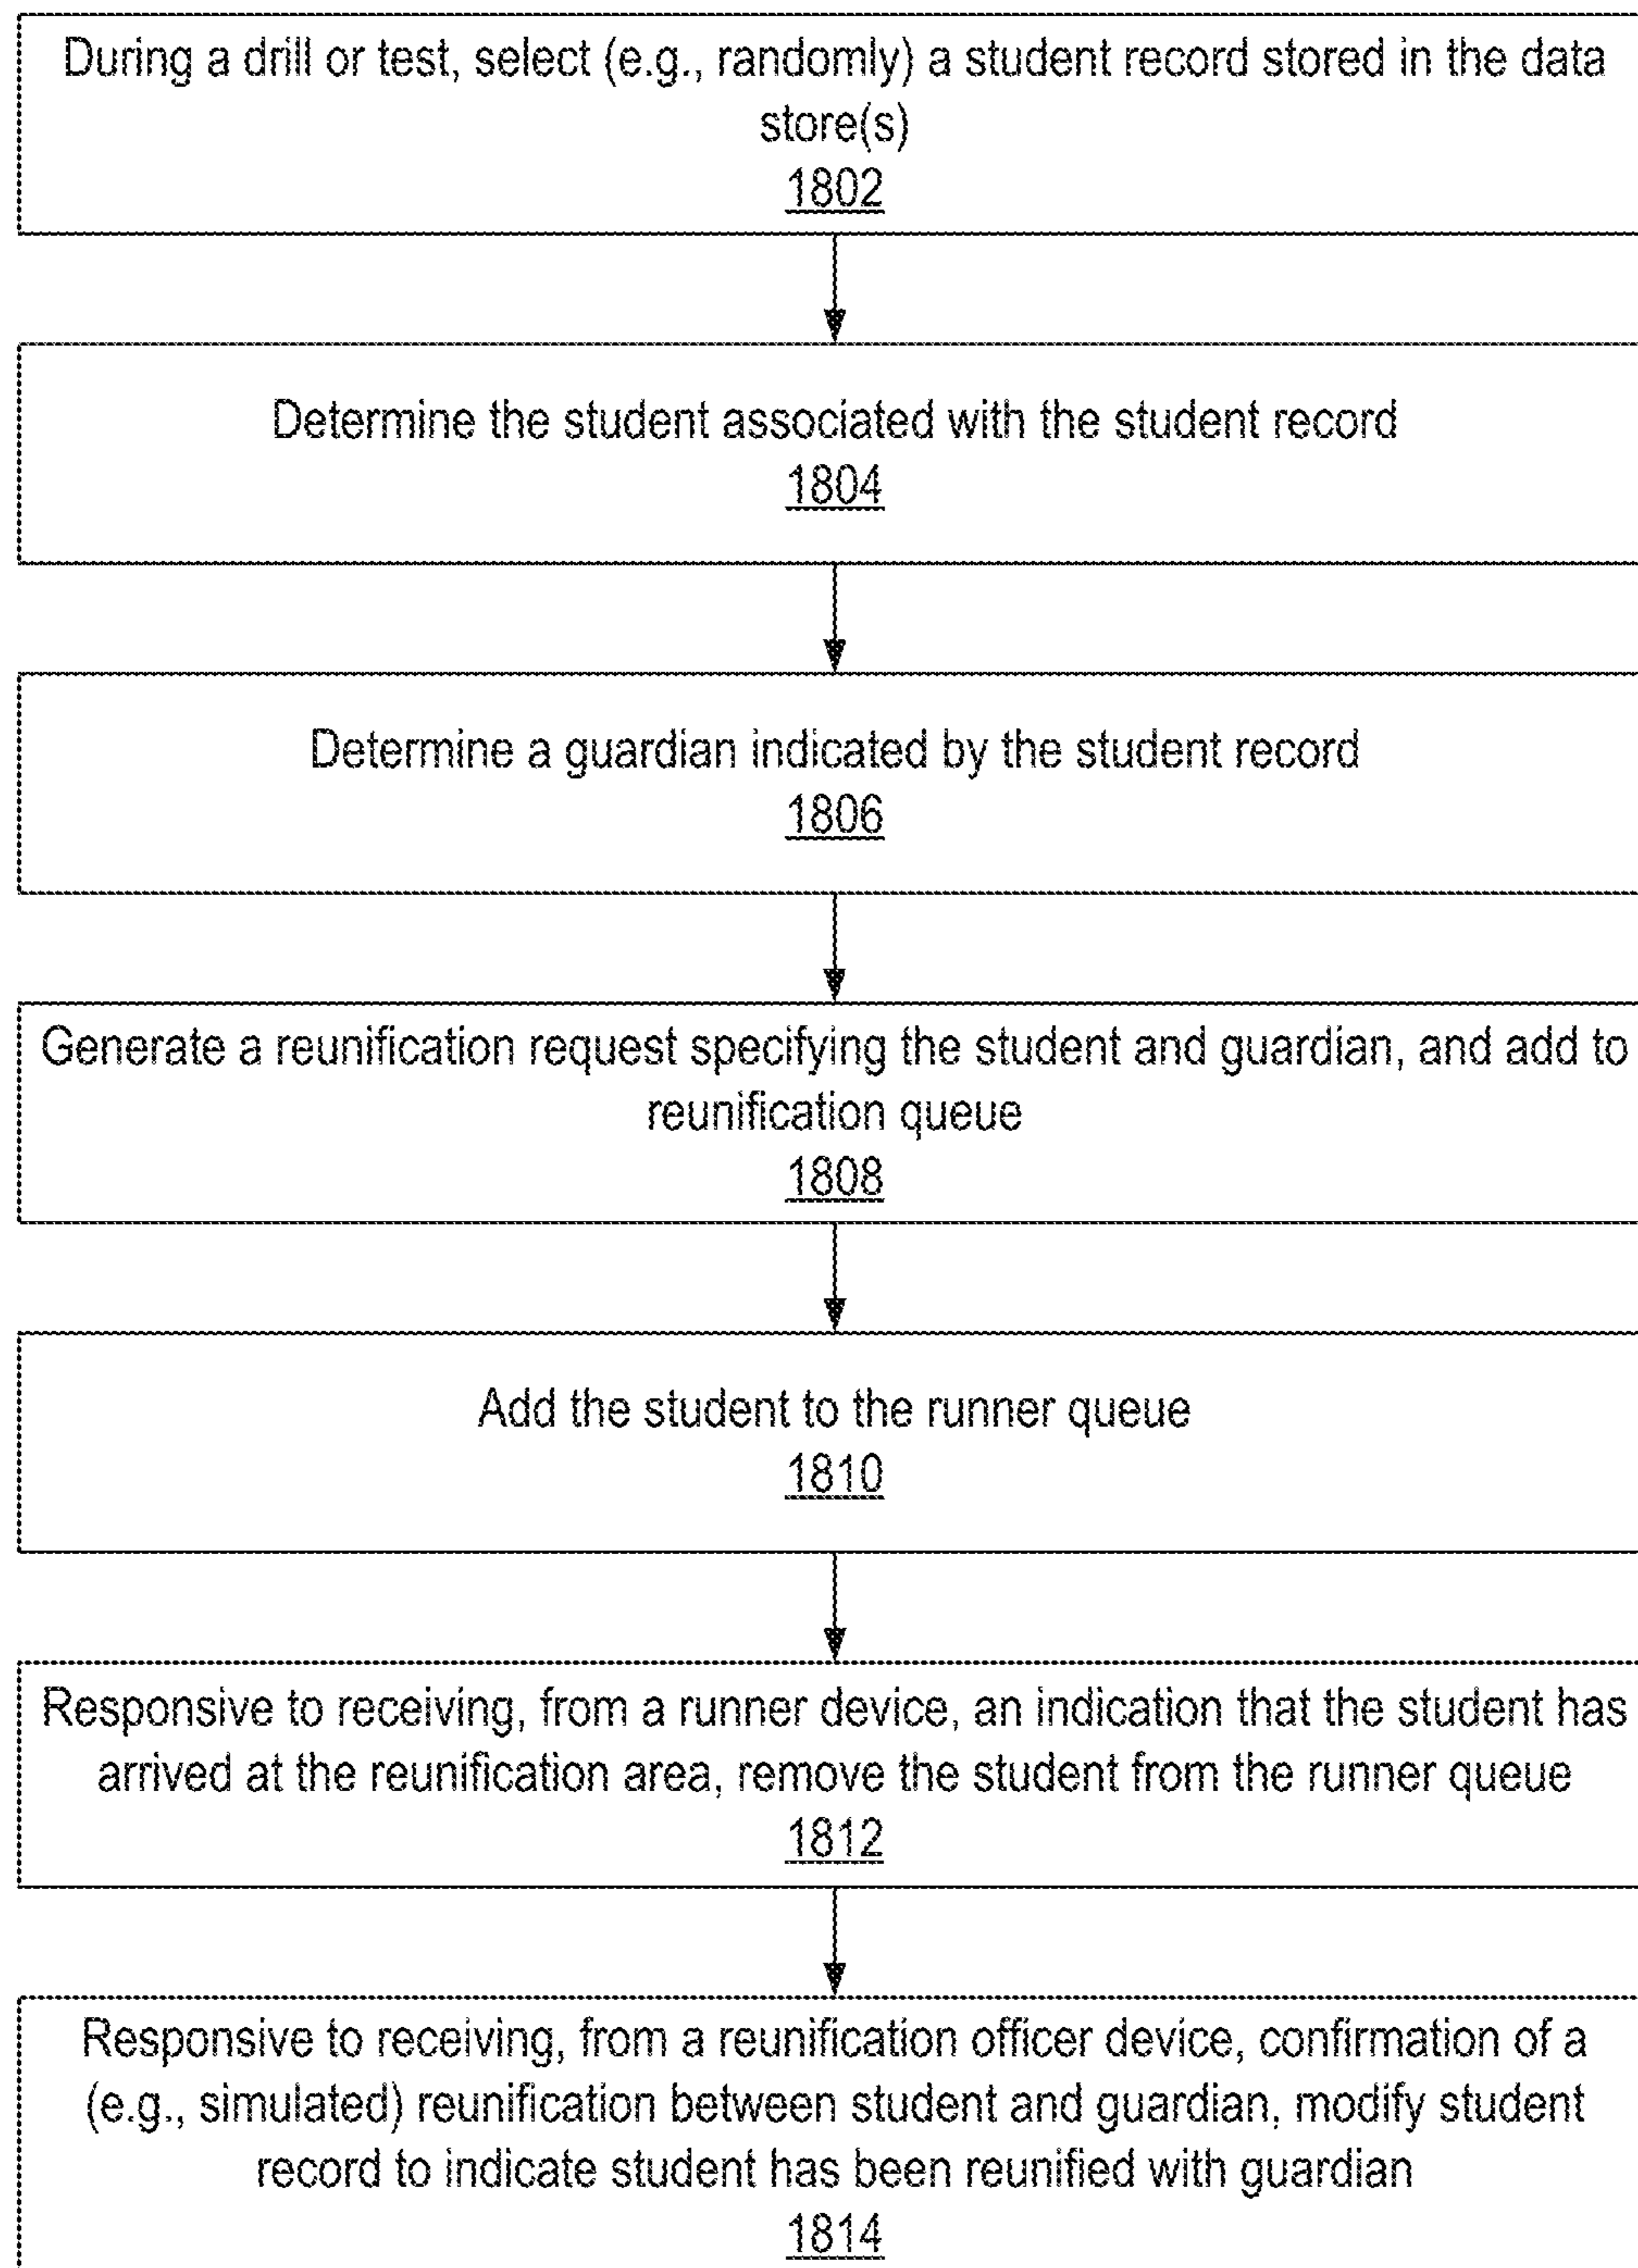 During a drill or test, select (e.g., randomly) a student record stored in the data
store(s)
1802
Determine the student associated with the student record
1804
Determine a guardian indicated by the student record
1806
Generate a reunification request specifying the student and guardian, and add to
reunification queue
1808
Add the student to the runner queue
1810
Responsive to receiving, from a runner device, an indication that the student has
arrived at the reunification area, remove the student from the runner queue
1812
Responsive to receiving, from a reunification officer device, confirmation of a
(e.g., simulated) reunification between student and guardian, modify student
record to indicate student has been reunified with guardian
1814